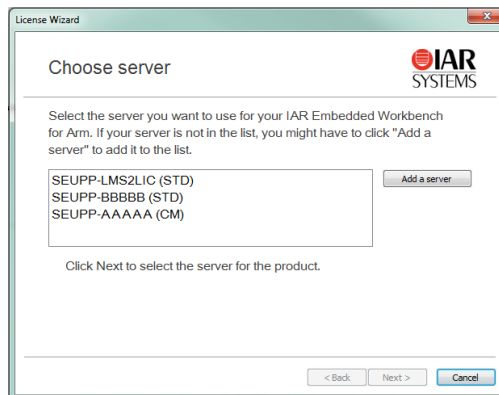 License Wizard
Choose server
IAR
SYSTEMS
Select the server you want to use for your IAR Embedded Workbench
for Arm. If your server is not in the list, you might have to click "Add a
server" to add it to the list.
SEUPP-LMS2LIC (STD)
SEUPP-BBBBB (STD)
SEUPP-AAAAA (CM)
Add a server
Click Next to select the server for the product.
< Back
Next >
Cancel